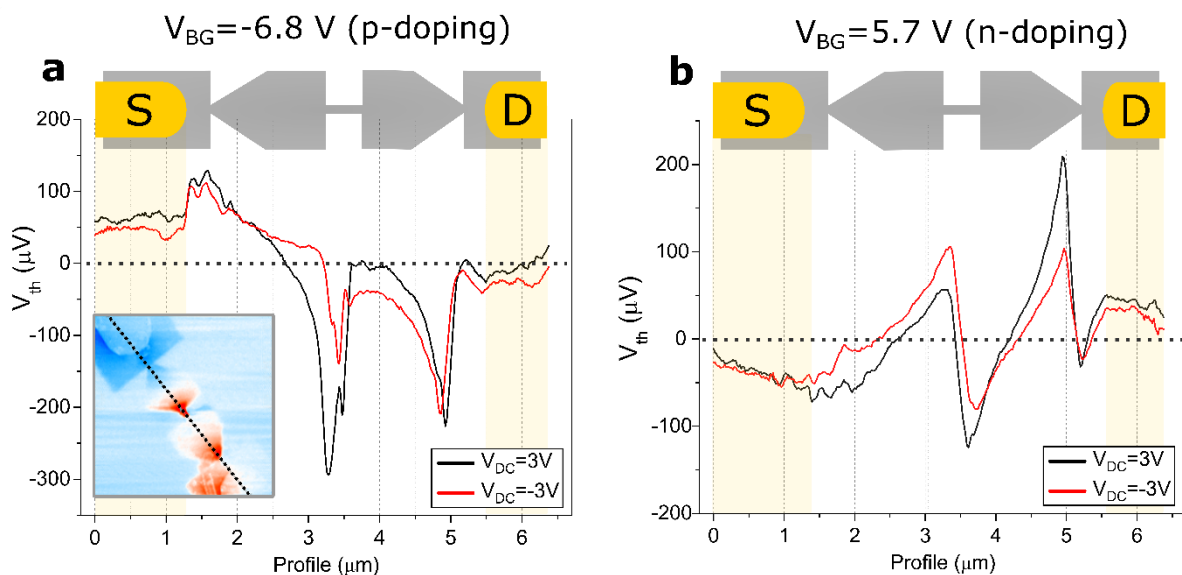 V_BG=-6.8 V (p-doping)
a
S
D
200
100
0
-100
-200
-300
V_th (μV)
0
1
2
3
4
5
6
Profile (μm)
V_DC=3V
V_DC=-3V
V_BG=5.7 V (n-doping)
b
S
D
200
100
0
-100
-200
V_th (μV)
0
1
2
3
4
5
6
Profile (μm)
V_DC=3V
V_DC=-3V